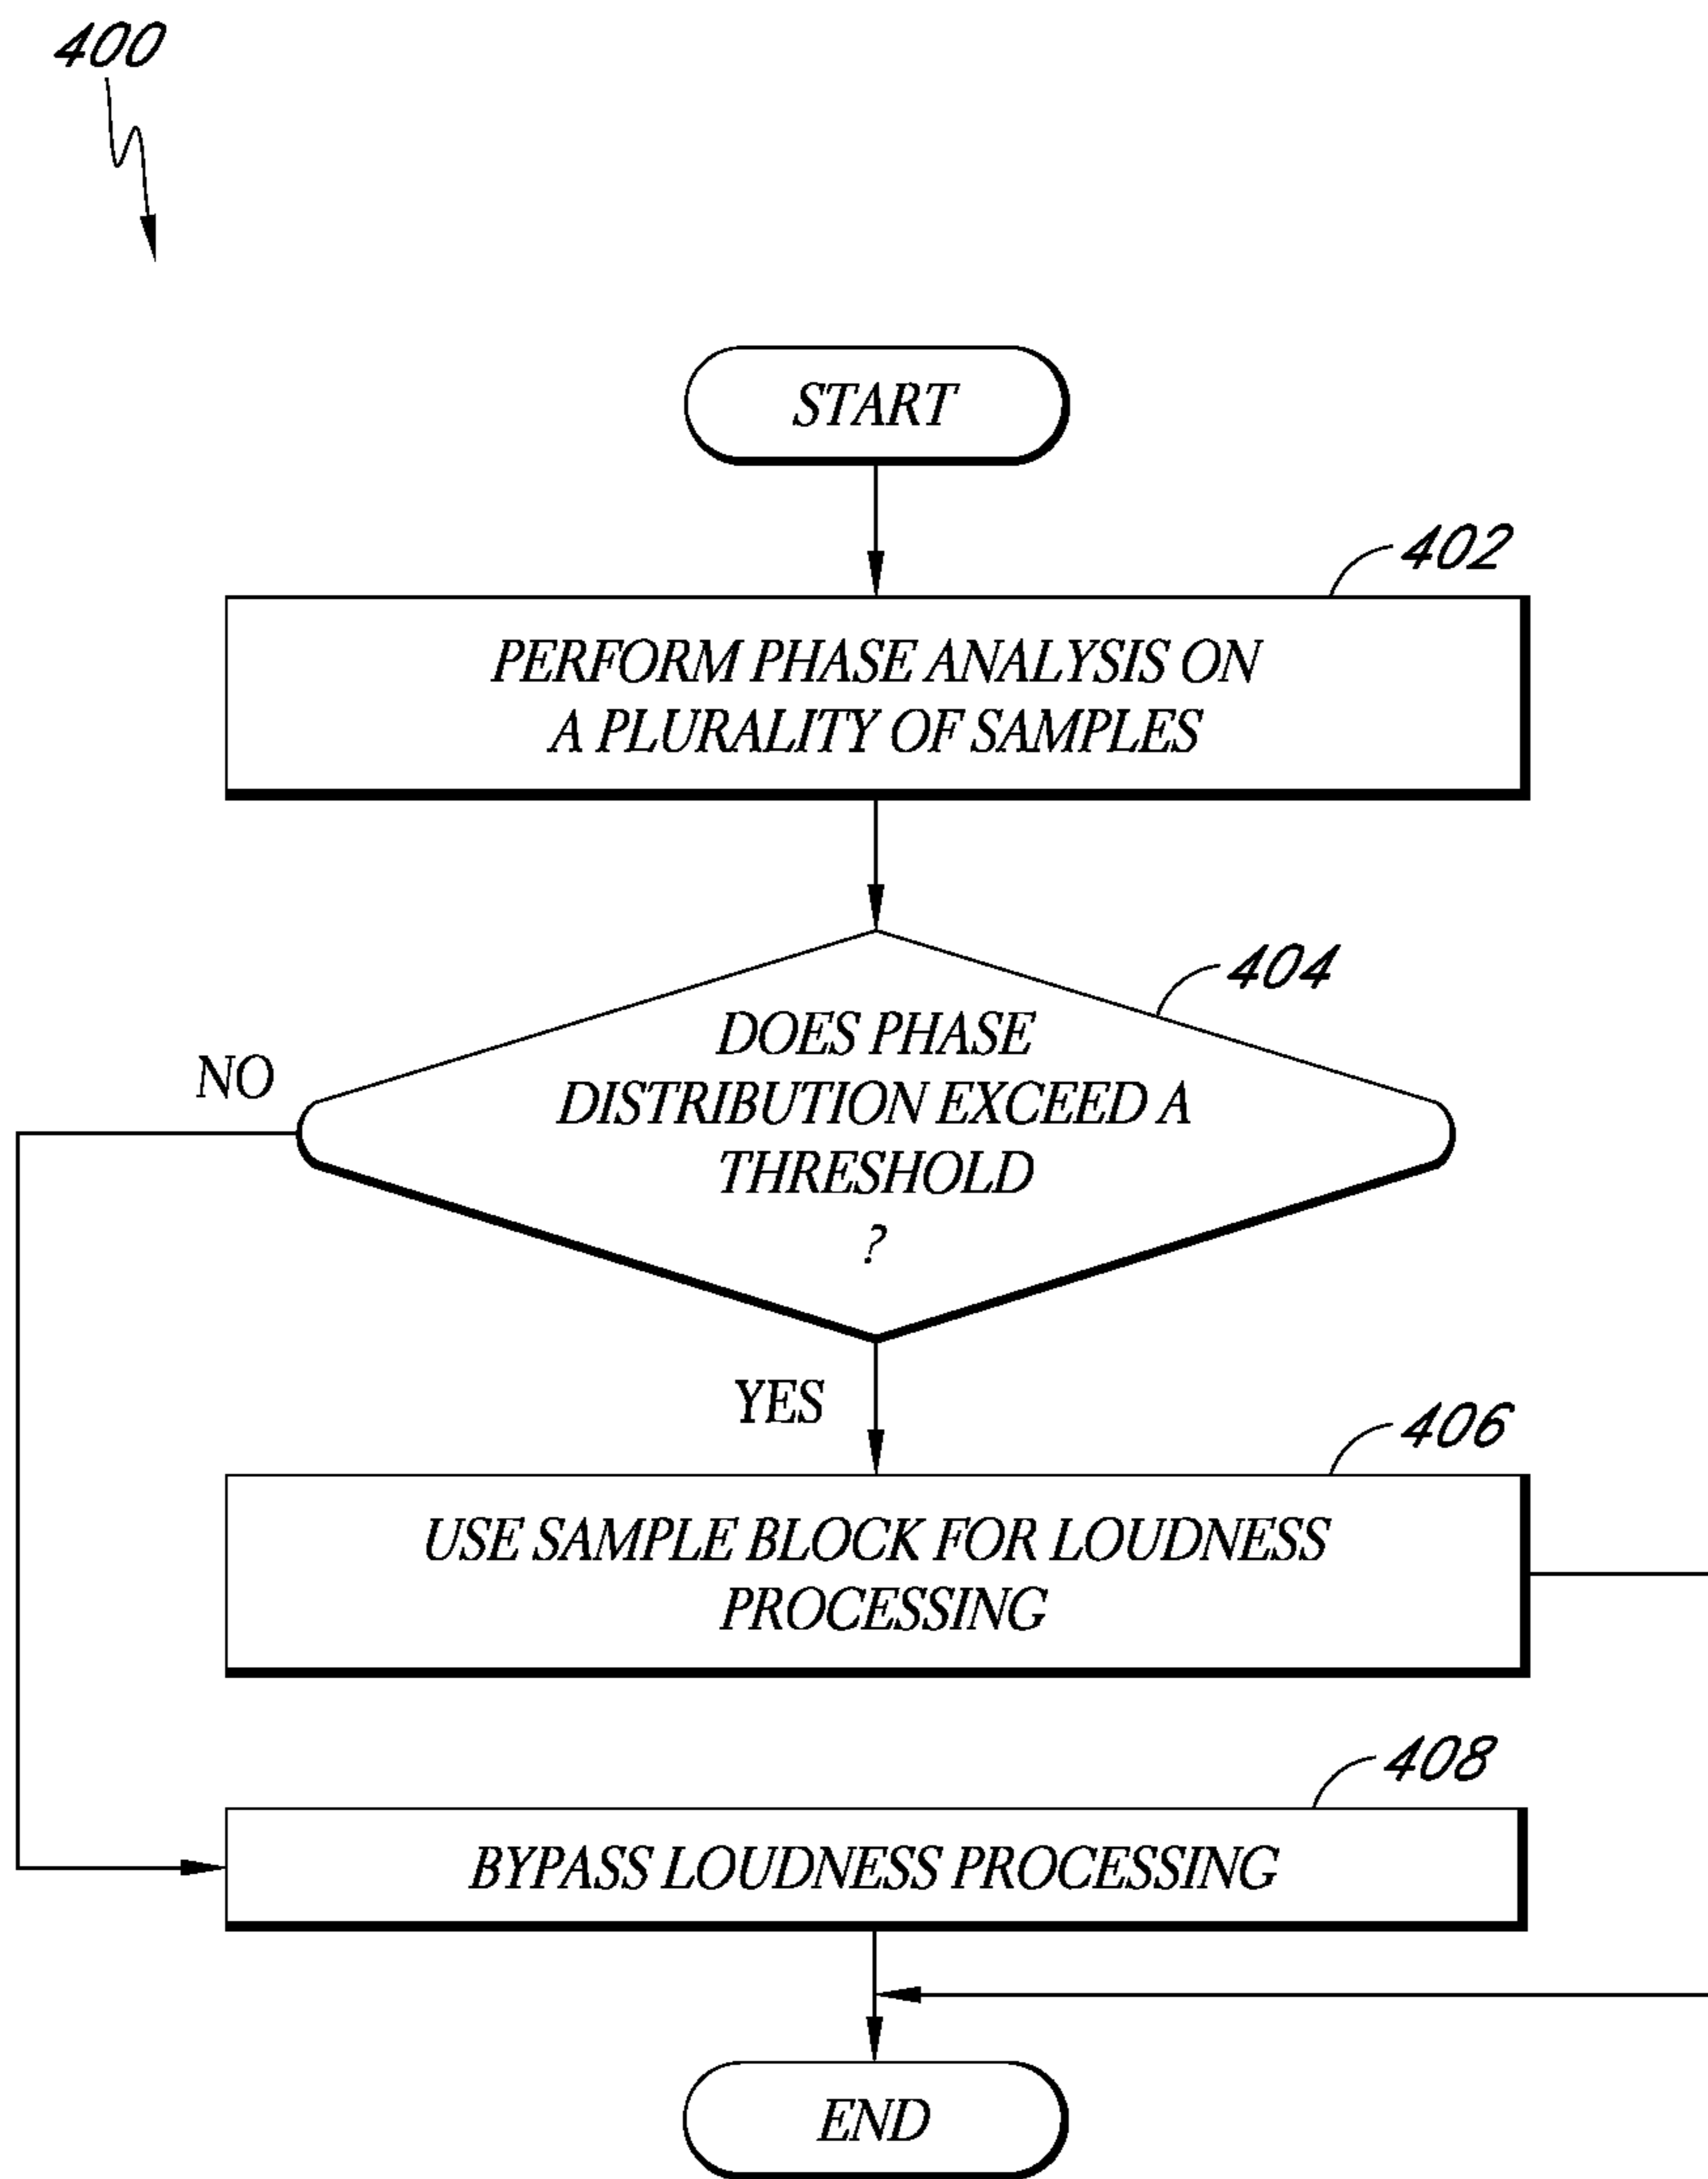 400
START
402
PERFORM PHASE ANALYSIS ON
A PLURALITY OF SAMPLES
404
DOES PHASE
DISTRIBUTION EXCEED A
THRESHOLD
?
NO
YES
406
USE SAMPLE BLOCK FOR LOUDNESS
PROCESSING
408
BYPASS LOUDNESS PROCESSING
END